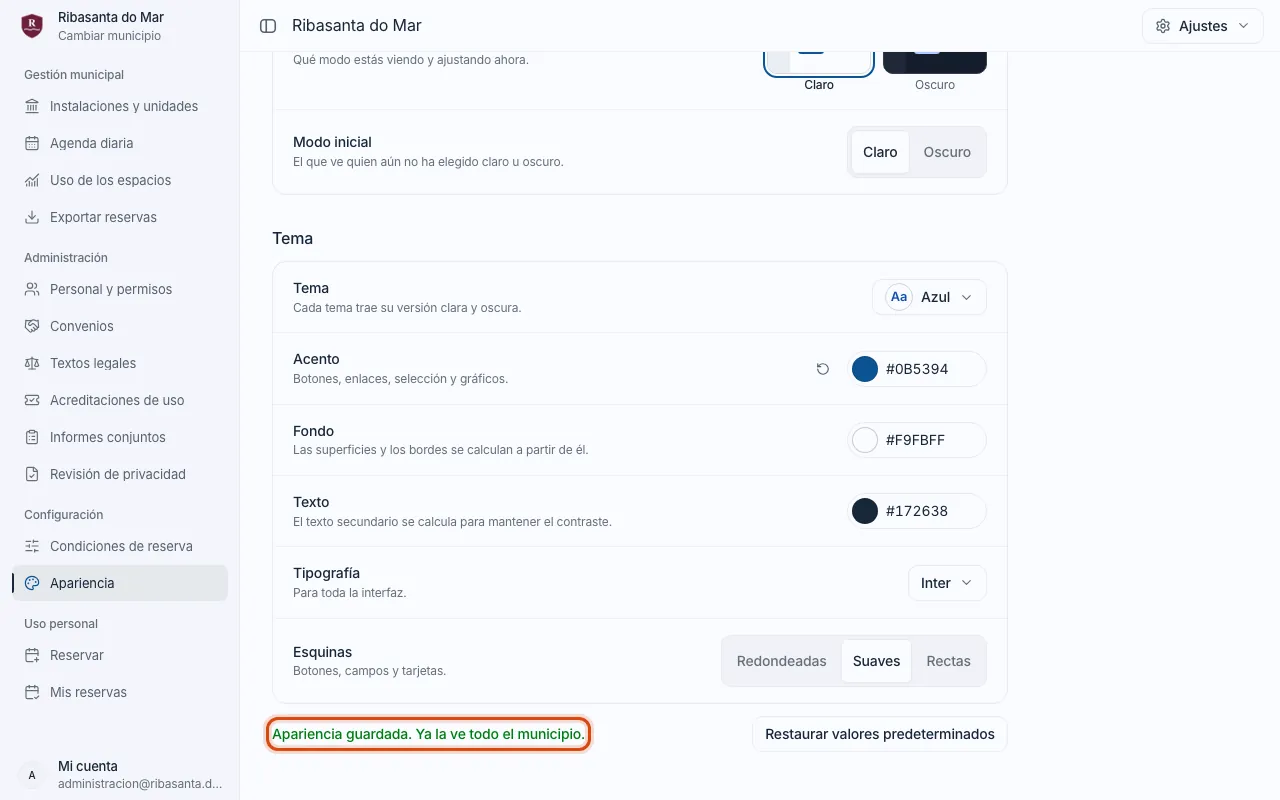 Ribasanta do Mar
Cambiar municipio
Gestión municipal
Instalaciones y unidades
Agenda diaria
Uso de los espacios
Exportar reservas
Administración
Personal y permisos
Convenios
Textos legales
Acreditaciones de uso
Informes conjuntos
Revisión de privacidad
Configuración
Condiciones de reserva
Apariencia
Uso personal
Reservar
Mis reservas
A
Mi cuenta
administracion@ribasanta.d...
Ribasanta do Mar
Ajustes
Qué modo estás viendo y ajustando ahora.
Claro
Oscuro
Modo inicial
El que ve quien aún no ha elegido claro u oscuro.
Claro
Oscuro
Tema
Tema
Cada tema trae su versión clara y oscura.
Aa
Azul
Acento
Botones, enlaces, selección y gráficos.
#0B5394
Fondo
Las superficies y los bordes se calculan a partir de él.
#F9FBFF
Texto
El texto secundario se calcula para mantener el contraste.
#172638
Tipografía
Para toda la interfaz.
Inter
Esquinas
Botones, campos y tarjetas.
Redondeadas
Suaves
Rectas
Apariencia guardada. Ya la ve todo el municipio.
Restaurar valores predeterminados